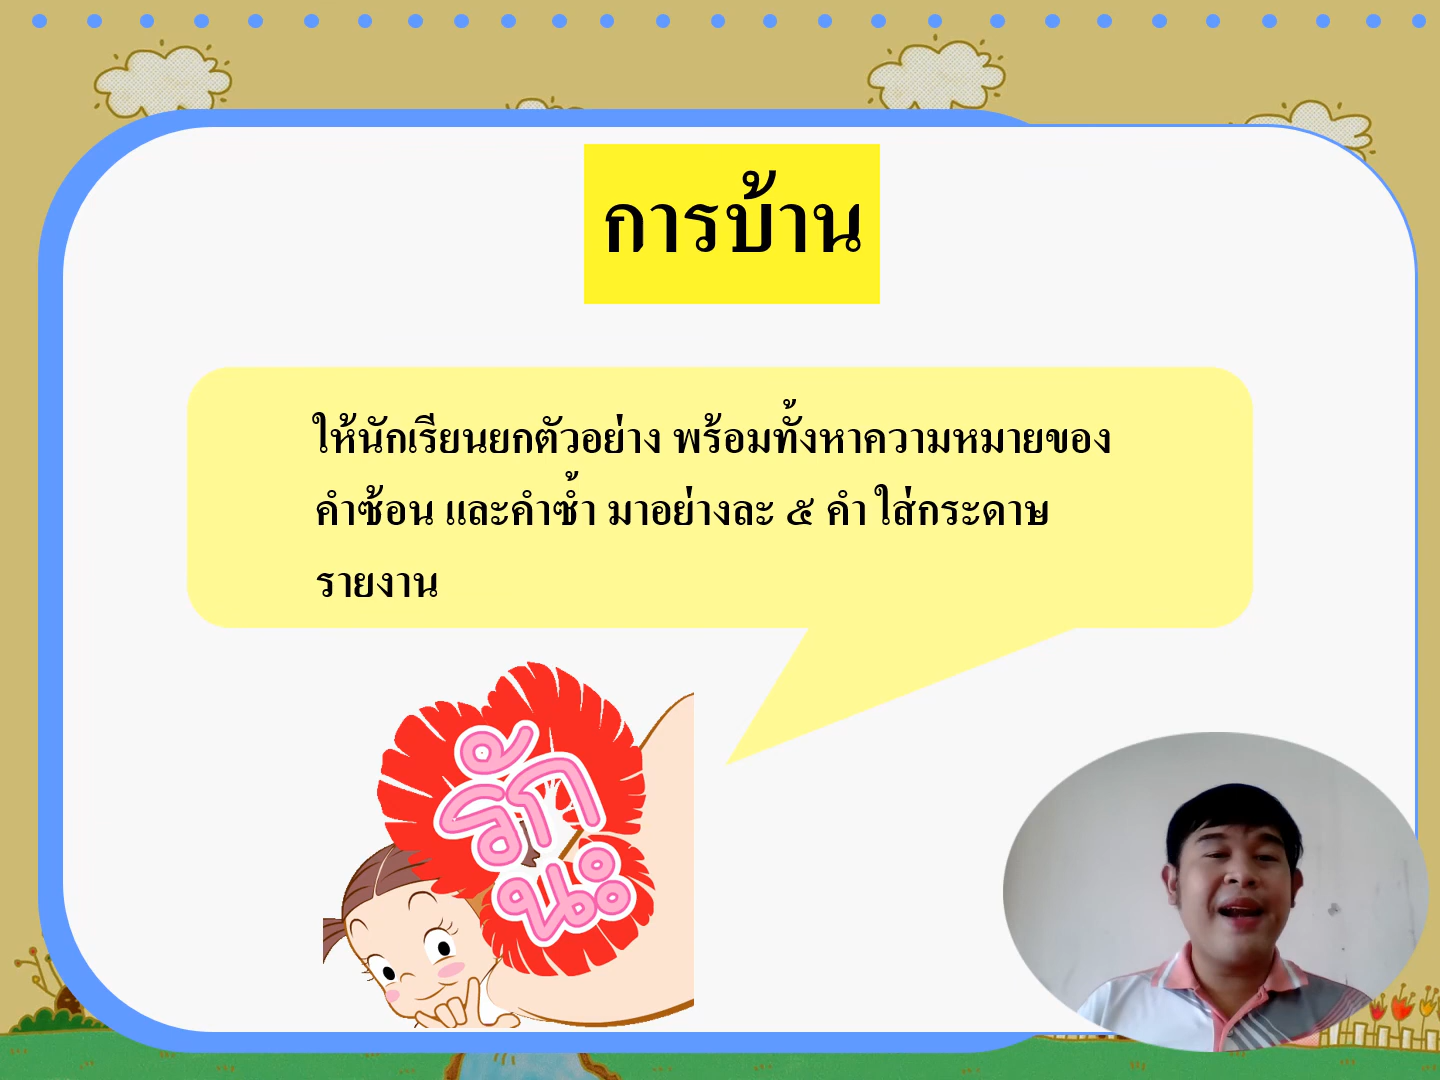 การบ้าน
ให้นักเรียนยกตัวอย่าง พร้อมทั้งหาความหมายของ
คำซ้อน และคำซ้ำ มาอย่างละ ๕ คำ ใส่กระดาษ
รายงาน
รัก
นะ